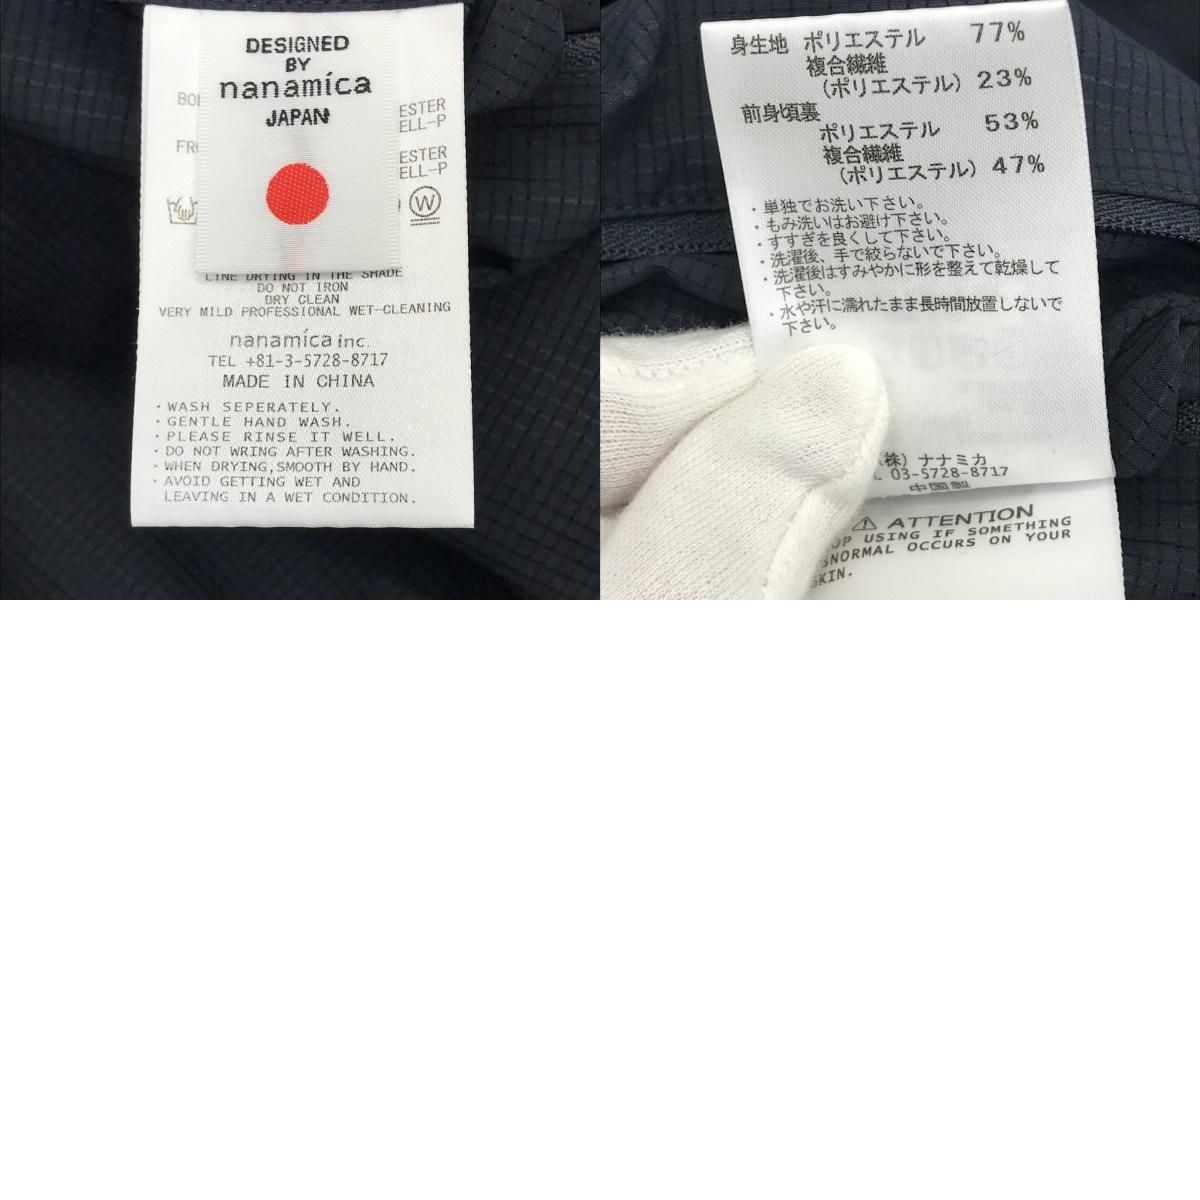 DESIGNED
BY
nanamica
JAPAN
LINE DRYING IN THE SHADE
DO NOT IRON
DRY CLEAN
VERY MILD PROFESSIONAL WET-CLEANING
nanamica inc.
TEL +81-3-5728-8717
MADE IN CHINA
・WASH SEPERATELY.
・GENTLE HAND WASH.
・PLEASE RINSE IT WELL.
・DO NOT WRING AFTER WASHING.
・WHEN DRYING,SMOOTH BY HAND.
・AVOID GETTING WET AND
LEAVING IN A WET CONDITION.
W
身生地 ポリエステル 77%
複合繊維
(ポリエステル) 23%
前身頃裏
ポリエステル 53%
複合繊維
(ポリエステル) 47%
・単独でお洗い下さい。
・もみ洗いはお避け下さい。
・すすぎを良くして下さい。
・洗濯後、手で絞らないで下さい。
・洗濯後はすみやかに形を整えて乾燥して
下さい。
・水や汗に濡れたまま長時間放置しないで
下さい。
(株) ナナミカ
03-5728-8717
中国製
ATTENTION
USING IF SOMETHING
OCCURS ON YOUR
SKIN.